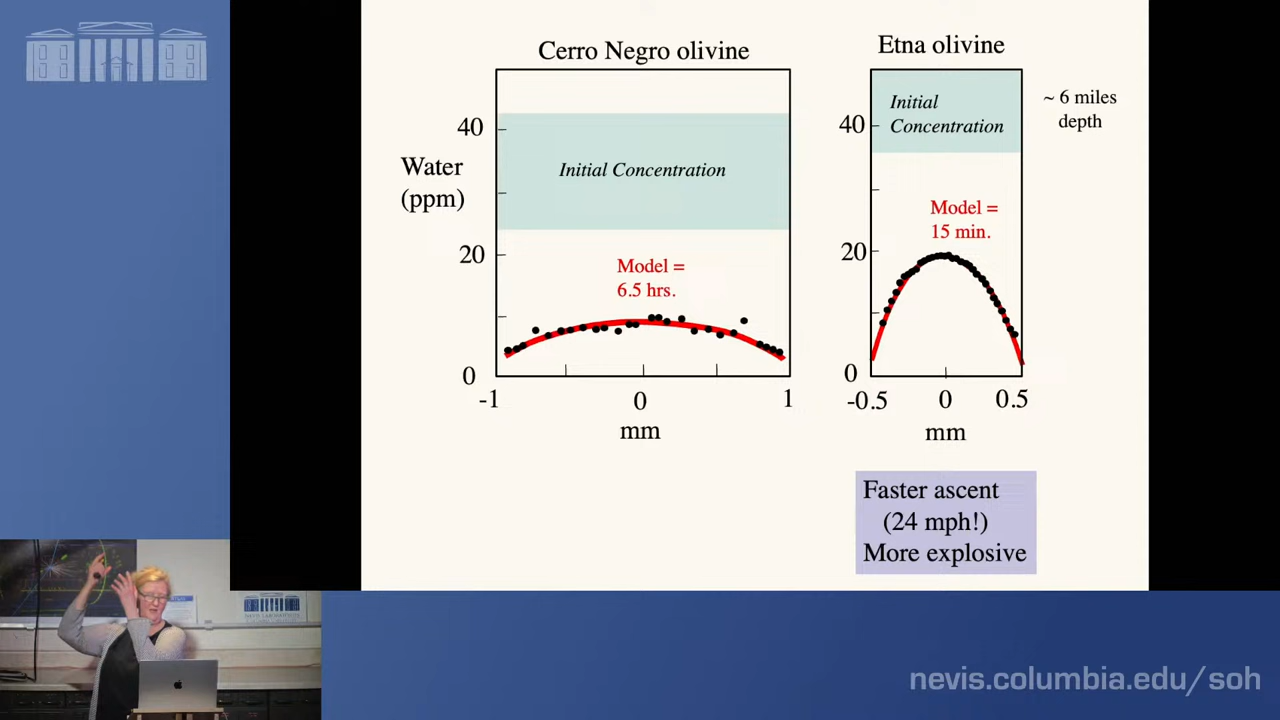 Cerro Negro olivine
40
Water
(ppm)
20
0
Initial Concentration
Model =
6.5 hrs.
-1
0
1
mm
Etna olivine
40
20
0
Initial
Concentration
~ 6 miles
depth
Model =
15 min.
-0.5
0
0.5
mm
Faster ascent
(24 mph!)
More explosive
NEVIS LABORATORIES
nevis.columbia.edu/soh